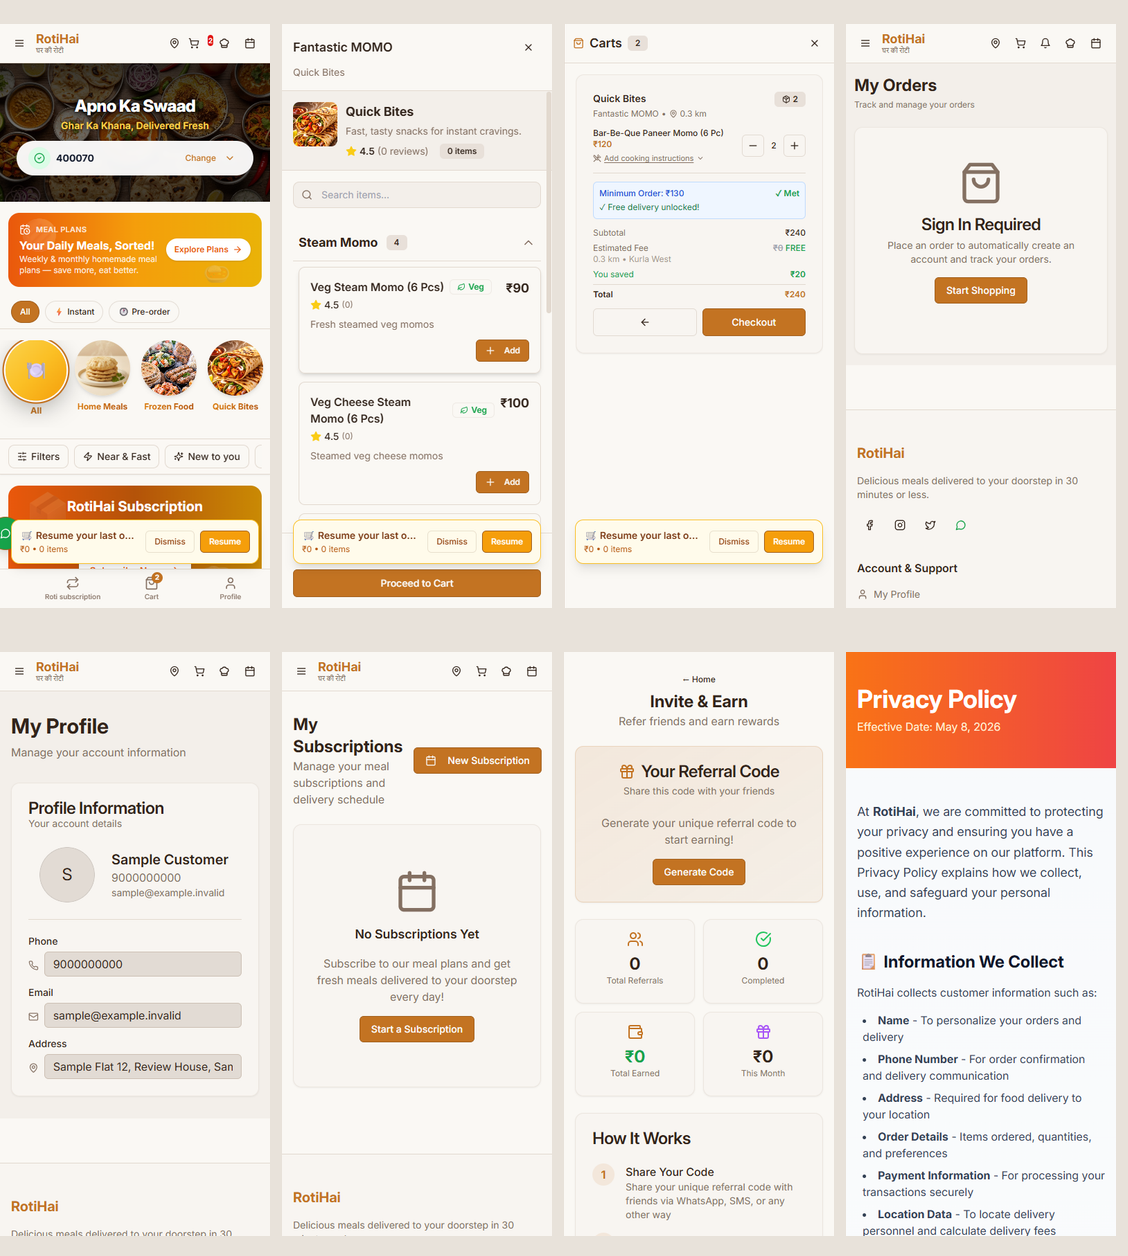 RotiHai
घर की रोटी
2
Apno Ka Swaad
Ghar Ka Khana, Delivered Fresh
400070
Change
MEAL PLANS
Your Daily Meals, Sorted!
Weekly & monthly homemade meal
plans — save more, eat better.
Explore Plans →
All
Instant
Pre-order
All
Home Meals
Frozen Food
Quick Bites
Filters
Near & Fast
New to you
RotiHai Subscription
Resume your last o...
₹0 • 0 items
Dismiss
Resume
Roti subscription
2
Cart
Profile
Fantastic MOMO
Quick Bites
Quick Bites
Fast, tasty snacks for instant cravings.
4.5 (0 reviews)
0 items
Search items...
Steam Momo
4
Veg Steam Momo (6 Pcs)
Veg
₹90
4.5 (0)
Fresh steamed veg momos
+ Add
Veg Cheese Steam
Momo (6 Pcs)
Veg
₹100
4.5 (0)
Steamed veg cheese momos
+ Add
Resume your last o...
₹0 • 0 items
Dismiss
Resume
Proceed to Cart
Carts
2
Quick Bites
2
Fantastic MOMO • 0.3 km
Bar-Be-Que Paneer Momo (6 Pc)
₹120
− 2 +
Add cooking instructions
Minimum Order: ₹130
✓ Met
✓ Free delivery unlocked!
Subtotal
₹240
Estimated Fee
₹0 FREE
0.3 km • Kurla West
You saved
₹20
Total
₹240
←
Checkout
Resume your last o...
₹0 • 0 items
Dismiss
Resume
RotiHai
घर की रोटी
My Orders
Track and manage your orders
Sign In Required
Place an order to automatically create an
account and track your orders.
Start Shopping
RotiHai
Delicious meals delivered to your doorstep in 30
minutes or less.
Account & Support
My Profile
RotiHai
घर की रोटी
My Profile
Manage your account information
Profile Information
Your account details
S
Sample Customer
9000000000
sample@example.invalid
Phone
9000000000
Email
sample@example.invalid
Address
Sample Flat 12, Review House, San
RotiHai
Delicious meals delivered to your doorstep in 30
RotiHai
घर की रोटी
My
Subscriptions
Manage your meal
subscriptions and
delivery schedule
New Subscription
No Subscriptions Yet
Subscribe to our meal plans and get
fresh meals delivered to your doorstep
every day!
Start a Subscription
RotiHai
Delicious meals delivered to your doorstep in 30
← Home
Invite & Earn
Refer friends and earn rewards
Your Referral Code
Share this code with your friends
Generate your unique referral code to
start earning!
Generate Code
0
Total Referrals
0
Completed
₹0
Total Earned
₹0
This Month
How It Works
1
Share Your Code
Share your unique referral code with
friends via WhatsApp, SMS, or any
other way
Privacy Policy
Effective Date: May 8, 2026
At RotiHai, we are committed to protecting
your privacy and ensuring you have a
positive experience on our platform. This
Privacy Policy explains how we collect,
use, and safeguard your personal
information.
Information We Collect
RotiHai collects customer information such as:
• Name - To personalize your orders and
delivery
• Phone Number - For order confirmation
and delivery communication
• Address - Required for food delivery to
your location
• Order Details - Items ordered, quantities,
and preferences
• Payment Information - For processing your
transactions securely
• Location Data - To locate delivery
personnel and calculate delivery fees